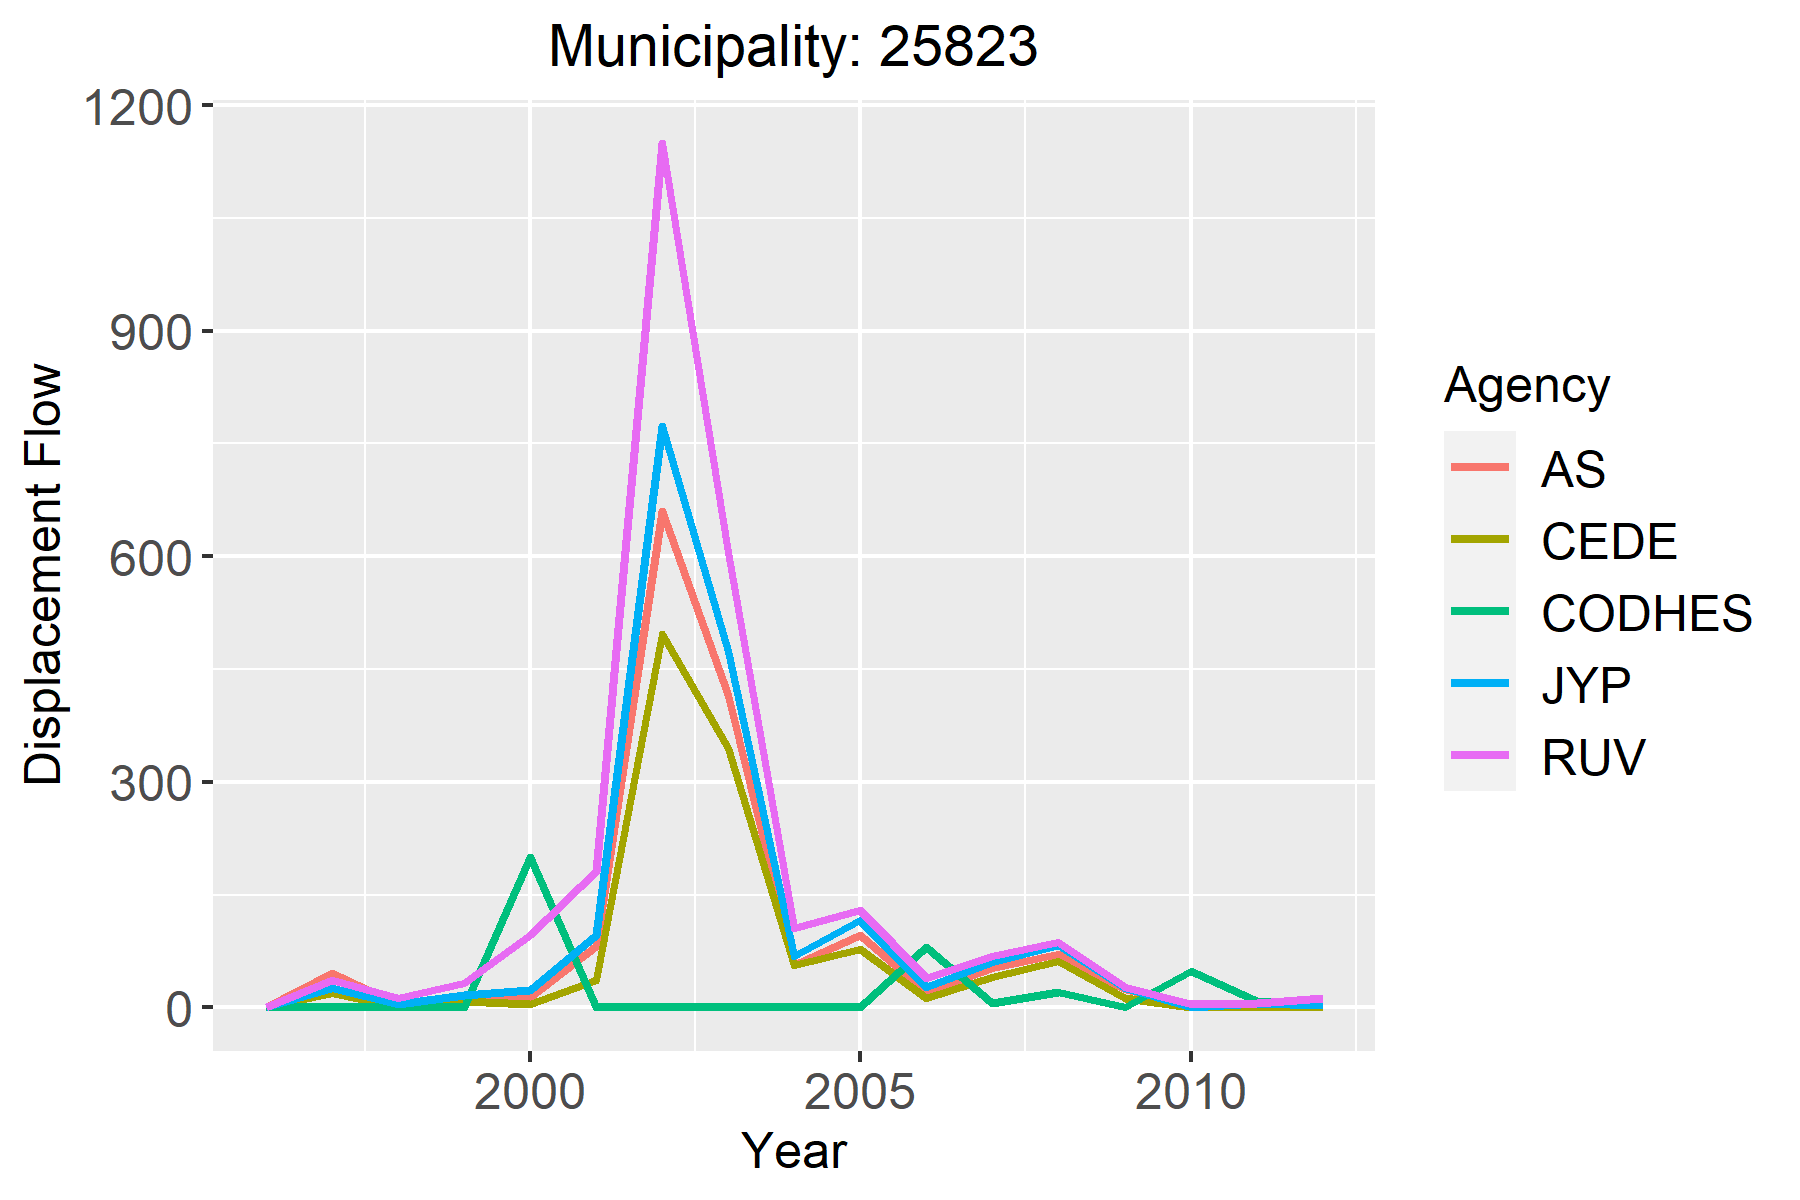 Municipality: 25823
1200
900
600
300
0
Displacement Flow
2000 2005 2010
Year
Agency
AS
CEDE
CODHES
JYP
RUV